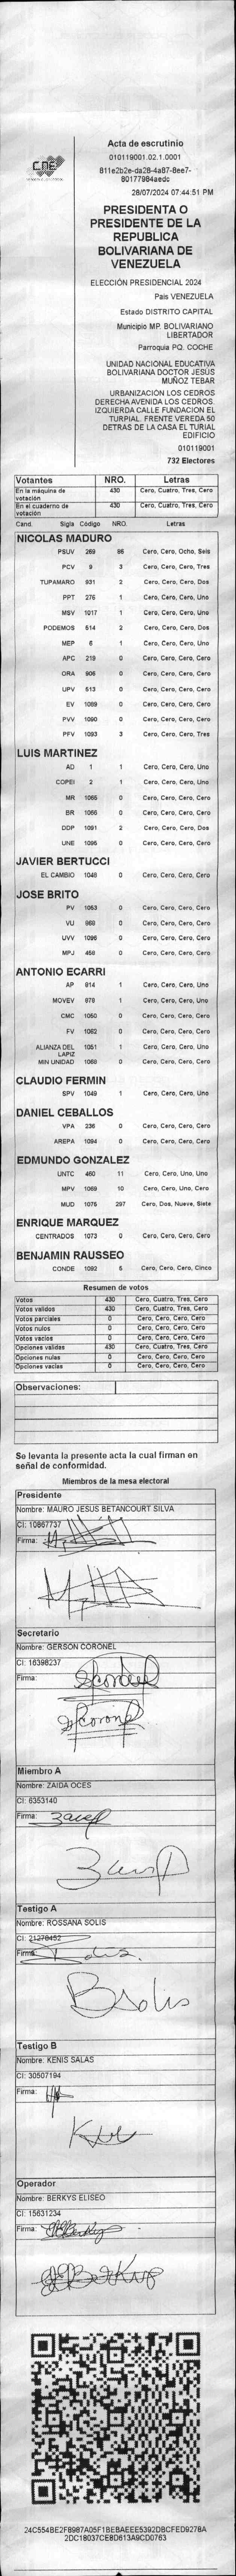 Acta de escrutinio
010119001.02.1.0001
811e2b2e-da28-4a87-8ee7-
80177984aedc
28/07/2024 07:44:51 PM
PRESIDENTA O
PRESIDENTE DE LA
REPUBLICA
BOLIVARIANA DE
VENEZUELA
CNE
ELECCIÓN PRESIDENCIAL 2024
País VENEZUELA
Estado DISTRITO CAPITAL
Municipio MP. BOLIVARIANO
LIBERTADOR
Parroquia PQ. COCHE
UNIDAD NACIONAL EDUCATIVA
BOLIVARIANA DOCTOR JESÚS
MUÑOZ TEBAR
URBANIZACION LOS CEDROS
DERECHA AVENIDA LOS CEDROS.
IZQUIERDA CALLE FUNDACION EL
TURPIAL. FRENTE VEREDA 50
DETRAS DE LA CASA EL TURIAL
EDIFICIO
010119001
732 Electores
Votantes NRO. Letras
En la máquina de votación 430 Cero, Cuatro, Tres, Cero
En el cuaderno de votación 430 Cero, Cuatro, Tres, Cero
Cand. Sigla Código NRO. Letras
NICOLAS MADURO
PSUV 269 86 Cero, Cero, Ocho, Seis
PCV 9 3 Cero, Cero, Cero, Tres
TUPAMARO 931 2 Cero, Cero, Cero, Dos
PPT 275 1 Cero, Cero, Cero, Uno
MSV 1017 1 Cero, Cero, Cero, Uno
PODEMOS 514 2 Cero, Cero, Cero, Dos
MEP 6 1 Cero, Cero, Cero, Uno
APC 219 0 Cero, Cero, Cero, Cero
ORA 906 0 Cero, Cero, Cero, Cero
UPV 513 0 Cero, Cero, Cero, Cero
EV 1089 0 Cero, Cero, Cero, Cero
PVV 1090 0 Cero, Cero, Cero, Cero
PFV 1093 3 Cero, Cero, Cero, Tres
LUIS MARTINEZ
AD 1 1 Cero, Cero, Cero, Uno
COPEI 2 1 Cero, Cero, Cero, Uno
MR 1065 0 Cero, Cero, Cero, Cero
BR 1066 0 Cero, Cero, Cero, Cero
DDP 1091 2 Cero, Cero, Cero, Dos
UNE 1095 0 Cero, Cero, Cero, Cero
JAVIER BERTUCCI
EL CAMBIO 1048 0 Cero, Cero, Cero, Cero
JOSE BRITO
PV 1053 0 Cero, Cero, Cero, Cero
VU 968 0 Cero, Cero, Cero, Cero
UVV 1096 0 Cero, Cero, Cero, Cero
MPJ 458 0 Cero, Cero, Cero, Cero
ANTONIO ECARRI
AP 914 1 Cero, Cero, Cero, Uno
MOVEV 978 1 Cero, Cero, Cero, Uno
CMC 1050 0 Cero, Cero, Cero, Cero
FV 1062 0 Cero, Cero, Cero, Cero
ALIANZA DEL LAPIZ 1051 1 Cero, Cero, Cero, Uno
MIN UNIDAD 1068 0 Cero, Cero, Cero, Cero
CLAUDIO FERMIN
SPV 1049 1 Cero, Cero, Cero, Uno
DANIEL CEBALLOS
VPA 236 0 Cero, Cero, Cero, Cero
AREPA 1094 0 Cero, Cero, Cero, Cero
EDMUNDO GONZALEZ
UNTC 460 11 Cero, Cero, Uno, Uno
MPV 1069 10 Cero, Cero, Uno, Cero
MUD 1075 297 Cero, Dos, Nueve, Siete
ENRIQUE MARQUEZ
CENTRADOS 1073 0 Cero, Cero, Cero, Cero
BENJAMIN RAUSSEO
CONDE 1082 5 Cero, Cero, Cero, Cinco
Resumen de votos
Votos 430 Cero, Cuatro, Tres, Cero
Votos validos 430 Cero, Cuatro, Tres, Cero
Votos parciales 0 Cero, Cero, Cero, Cero
Votos nulos 0 Cero, Cero, Cero, Cero
Votos vacios 0 Cero, Cero, Cero, Cero
Opciones validas 430 Cero, Cuatro, Tres, Cero
Opciones nulas 0 Cero, Cero, Cero, Cero
Opciones vacias 0 Cero, Cero, Cero, Cero
Observaciones:
Se levanta la presente acta la cual firman en
señal de conformidad.
Miembros de la mesa electoral
Presidente
Nombre: MAURO JESUS BETANCOURT SILVA
CI: 10867737
Firma:
Secretario
Nombre: GERSON CORONEL
CI: 16398237
Firma:
Miembro A
Nombre: ZAIDA OCES
CI: 6353140
Firma:
Testigo A
Nombre: ROSSANA SOLIS
CI: 21278452
Firma:
Testigo B
Nombre: KENIS SALAS
CI: 30507194
Firma:
Operador
Nombre: BERKYS ELISEO
CI: 15631234
Firma:
24C554BE2F8987A05F1BEBAEEE5392DBCFED9278A
2DC18037CE8D613A9CD0763